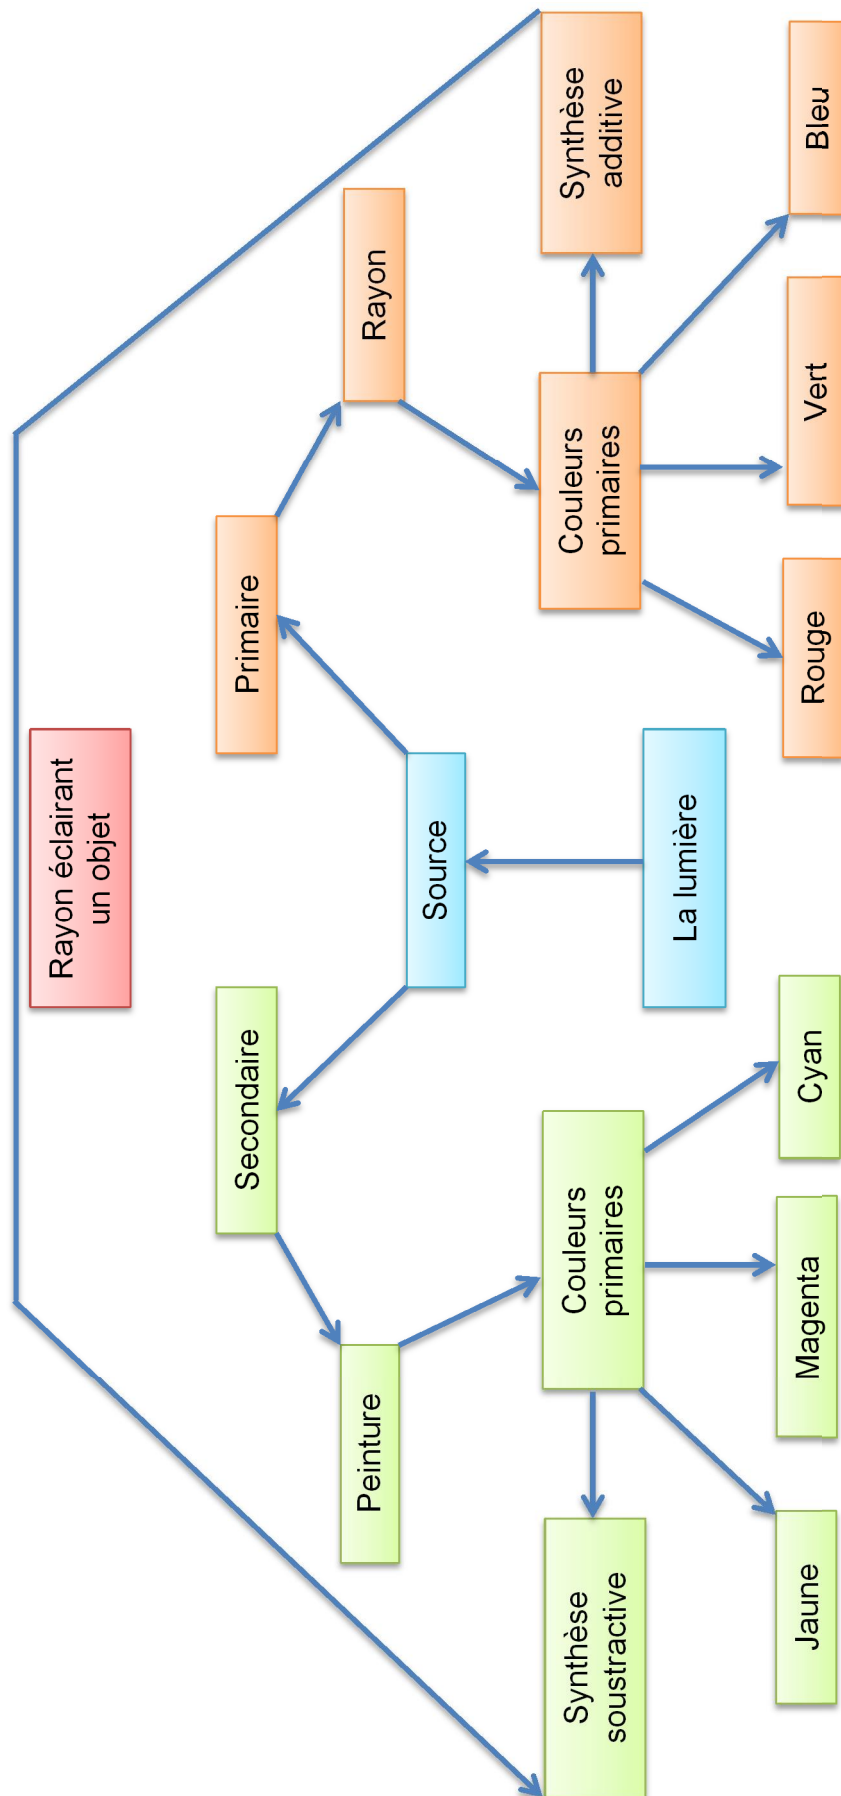 Rayon éclairant
un objet
Secondaire
Primaire
Peinture
Rayon
Source
Synthèse
soustractive
Couleurs
primaires
Couleurs
primaires
Synthèse
additive
La lumière
Jaune
Magenta
Cyan
Rouge
Vert
Bleu